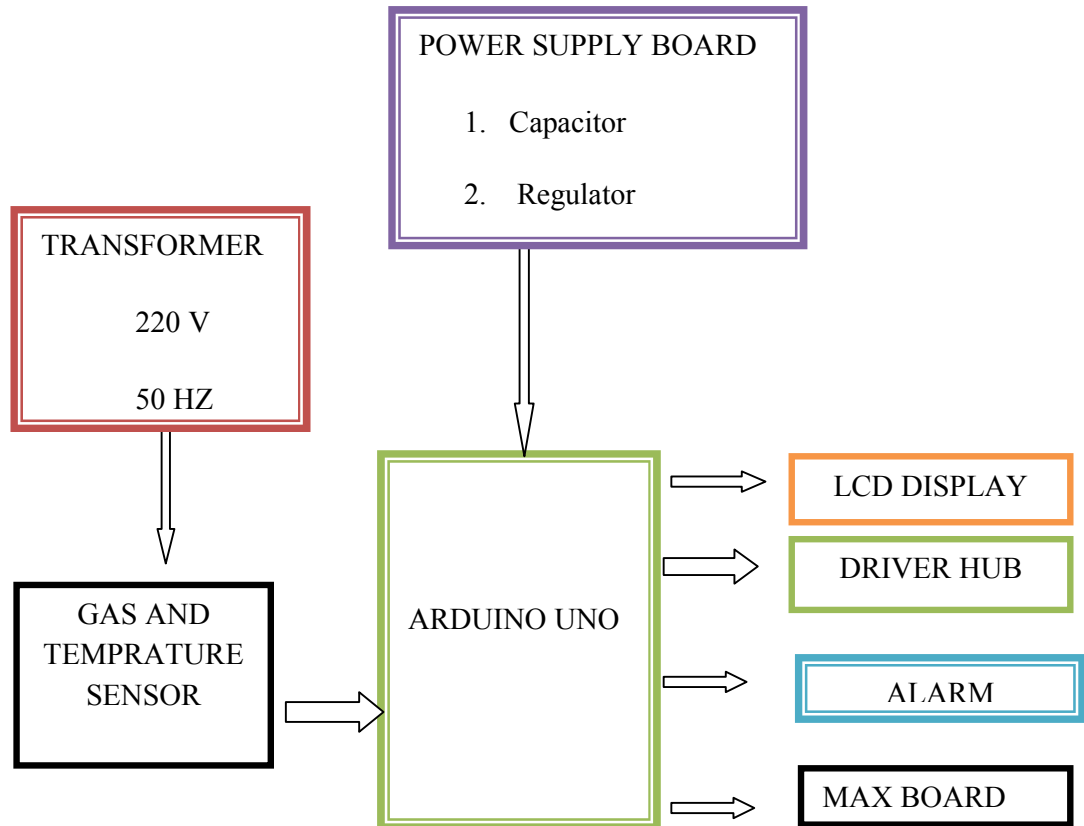 POWER SUPPLY BOARD
1. Capacitor
2. Regulator
TRANSFORMER
220 V
50 HZ
GAS AND
TEMPRATURE
SENSOR
ARDUINO UNO
LCD DISPLAY
DRIVER HUB
ALARM
MAX BOARD